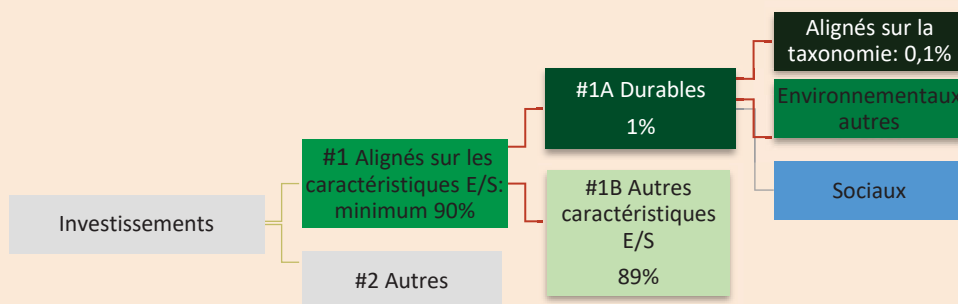 Investissements
#1 Alignés sur les
caractéristiques E/S:
minimum 90%
#2 Autres
#1A Durables
1%
#1B Autres
caractéristiques
E/S
89%
Alignés sur la
taxonomie: 0,1%
Environnementaux
autres
Sociaux